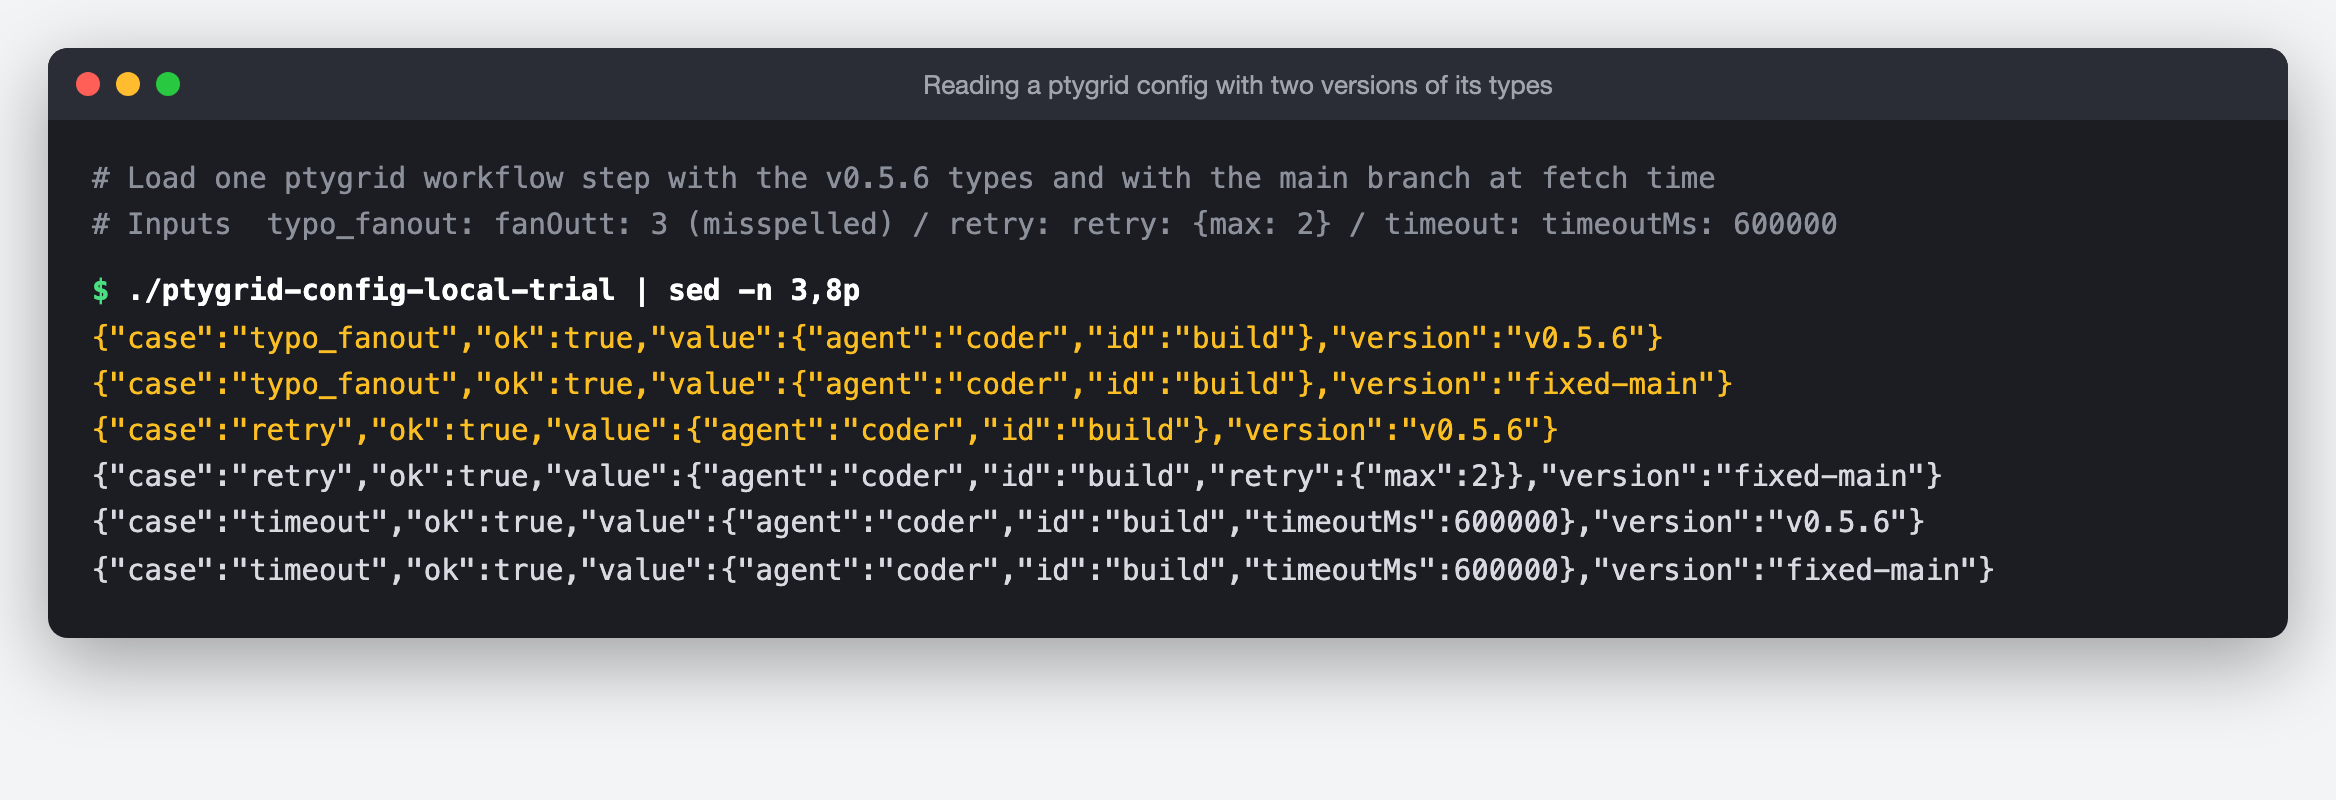 Reading a ptygrid config with two versions of its types
# Load one ptygrid workflow step with the v0.5.6 types and with the main branch at fetch time
# Inputs  typo_fanout: fanOutt: 3 (misspelled) / retry: retry: {max: 2} / timeout: timeoutMs: 600000
$ ./ptygrid-config-local-trial | sed -n 3,8p
{"case":"typo_fanout","ok":true,"value":{"agent":"coder","id":"build"},"version":"v0.5.6"}
{"case":"typo_fanout","ok":true,"value":{"agent":"coder","id":"build"},"version":"fixed-main"}
{"case":"retry","ok":true,"value":{"agent":"coder","id":"build"},"version":"v0.5.6"}
{"case":"retry","ok":true,"value":{"agent":"coder","id":"build","retry":{"max":2}},"version":"fixed-main"}
{"case":"timeout","ok":true,"value":{"agent":"coder","id":"build","timeoutMs":600000},"version":"v0.5.6"}
{"case":"timeout","ok":true,"value":{"agent":"coder","id":"build","timeoutMs":600000},"version":"fixed-main"}